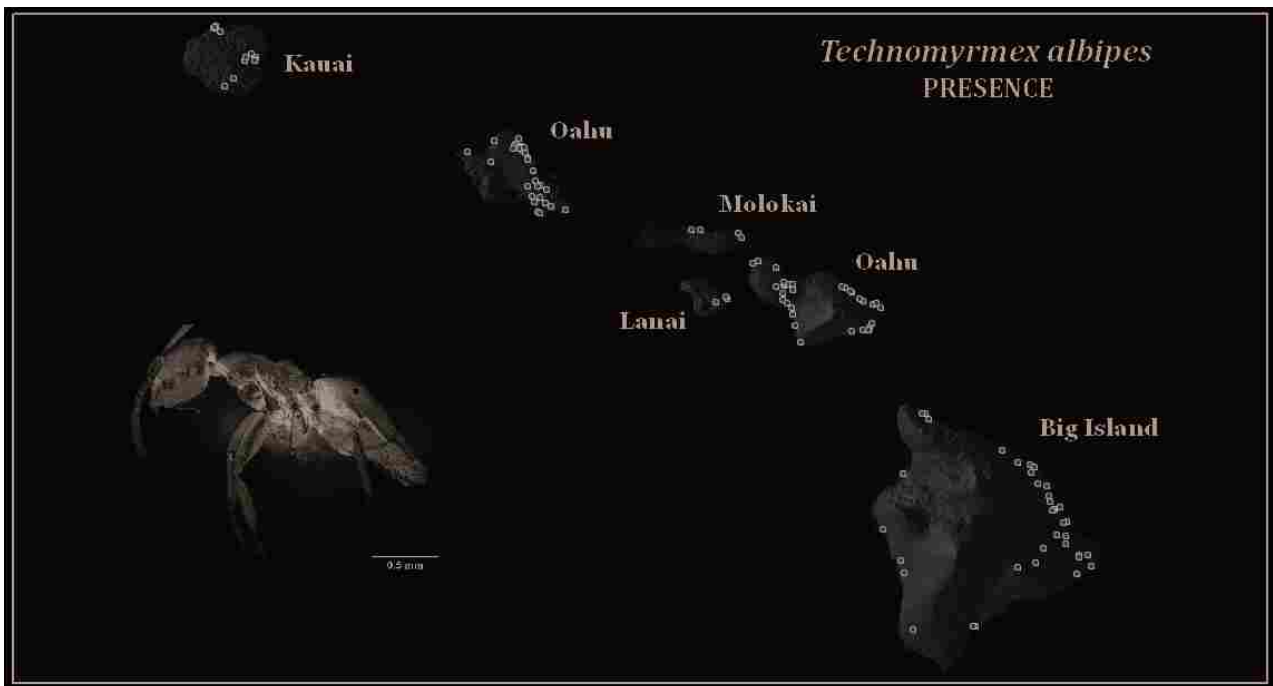 Technomyrmex albipes
PRESENCE
Kauai
Oahu
Molokai
Oahu
Lanai
Big Island
0.5 mm